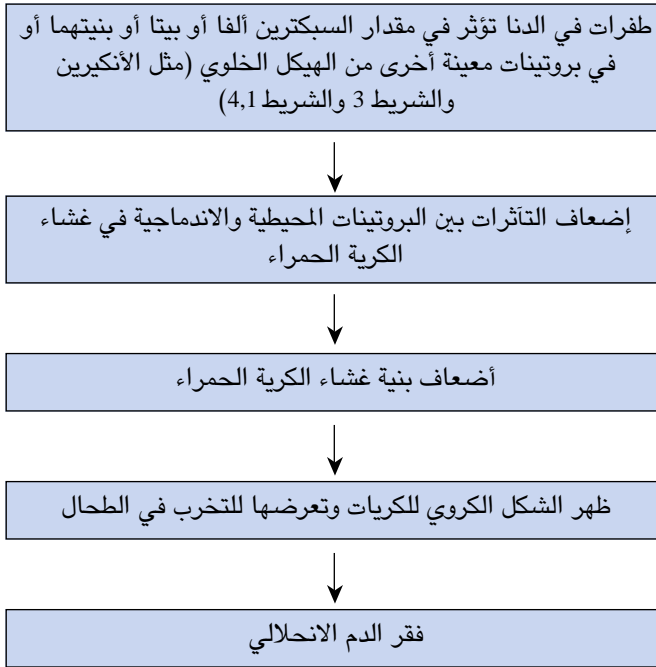 طفرات في الدنا تؤثر في مقدار السبكترين ألفا أو بيتا أو بنيتهما أو
في بروتينات معينة أخرى من الهيكل الخلوي (مثل الأنكيرين
والشريط 3 والشريط 4,1)
إضعاف التآثرات بين البروتينات المحيطية والاندماجية في غشاء
الكرية الحمراء
أضعاف بنية غشاء الكرية الحمراء
ظهر الشكل الكروي للكريات وتعرضها للتخرب في الطحال
فقر الدم الانحلالي